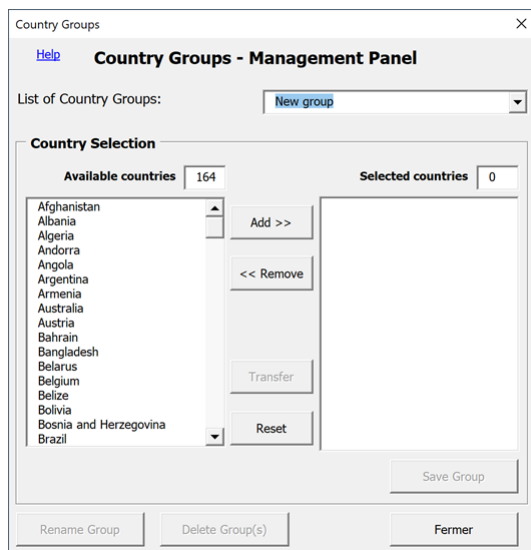 Country Groups
Help
Country Groups - Management Panel
List of Country Groups:
New group
Country Selection
Available countries 164
Selected countries 0
Afghanistan
Albania
Algeria
Andorra
Angola
Argentina
Armenia
Australia
Austria
Bahrain
Bangladesh
Belarus
Belgium
Belize
Bolivia
Bosnia and Herzegovina
Brazil
Add >>
<< Remove
Transfer
Reset
Save Group
Rename Group
Delete Group(s)
Fermer